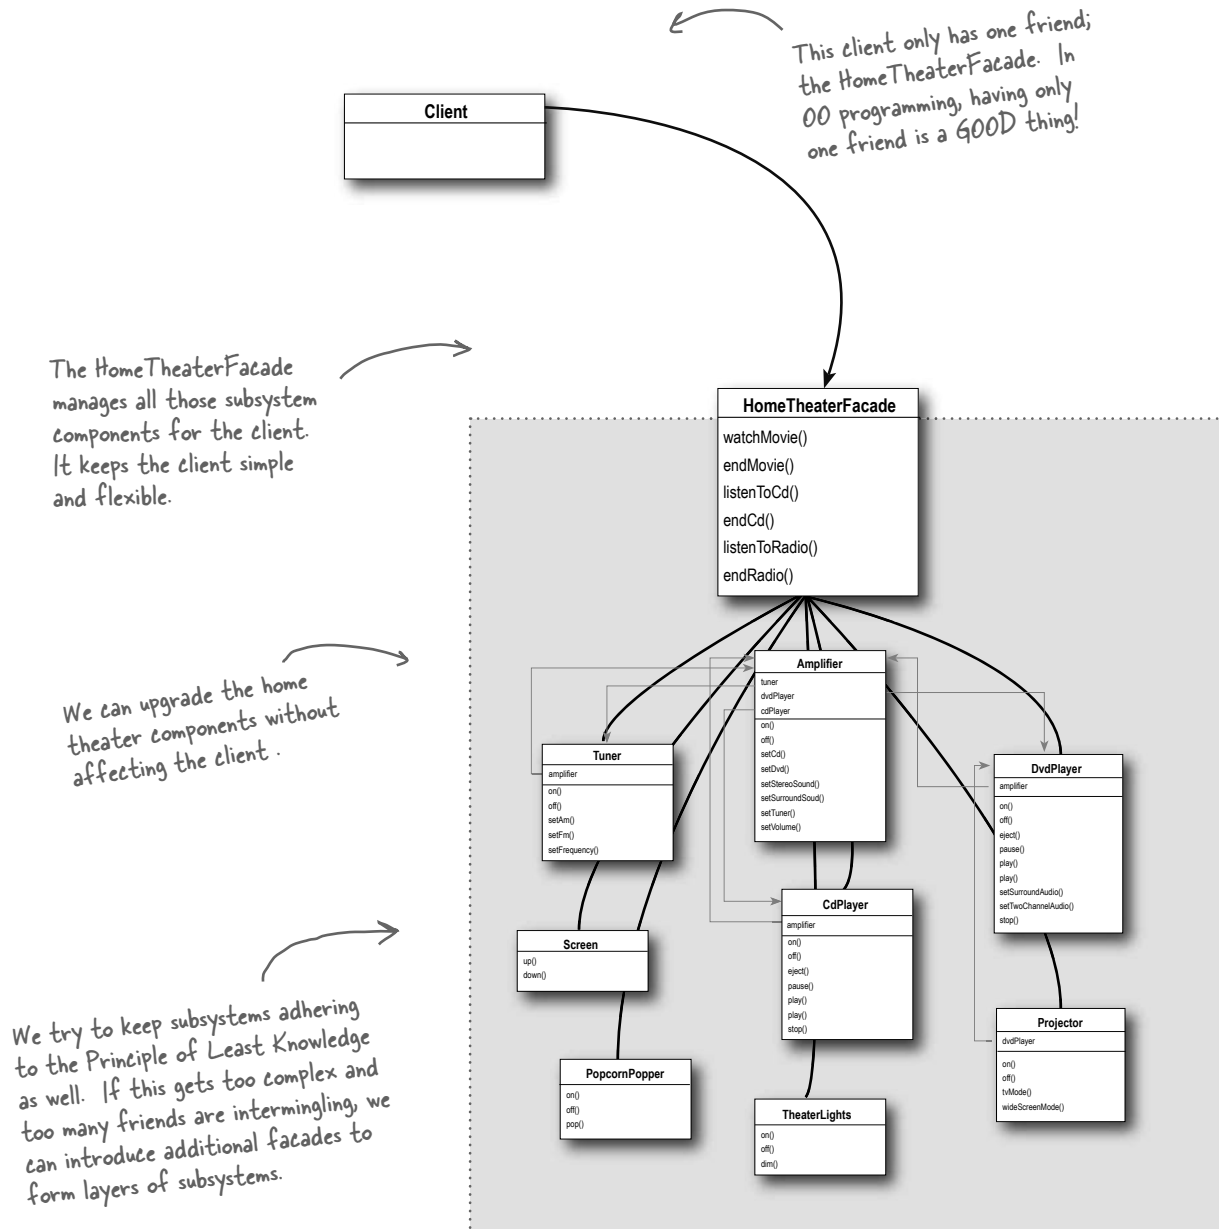 This client only has one friend;
the HomeTheaterFacade. In
OO programming, having only
one friend is a GOOD thing!
Client
The HomeTheaterFacade
manages all those subsystem
components for the client.
It keeps the client simple
and flexible.
HomeTheaterFacade
watchMovie()
endMovie()
listenToCd()
endCd()
listenToRadio()
endRadio()
We can upgrade the home
theater components without
affecting the client.
Amplifier
tuner
dvdPlayer
cdPlayer
on()
off()
setCd()
setDvd()
setStereoSound()
setSurroundSoud()
setTuner()
setVolume()
Tuner
amplifier
on()
off()
setAm()
setFm()
setFrequency()
DvdPlayer
amplifier
on()
off()
eject()
pause()
play()
play()
setSurroundAudio()
setTwoChannelAudio()
stop()
CdPlayer
amplifier
on()
off()
eject()
pause()
play()
play()
stop()
Screen
up()
down()
We try to keep subsystems adhering
to the Principle of Least Knowledge
as well. If this gets too complex and
too many friends are intermingling, we
can introduce additional facades to
form layers of subsystems.
Projector
dvdPlayer
on()
off()
tvMode()
wideScreenMode()
PopcornPopper
on()
off()
pop()
TheaterLights
on()
off()
dim()